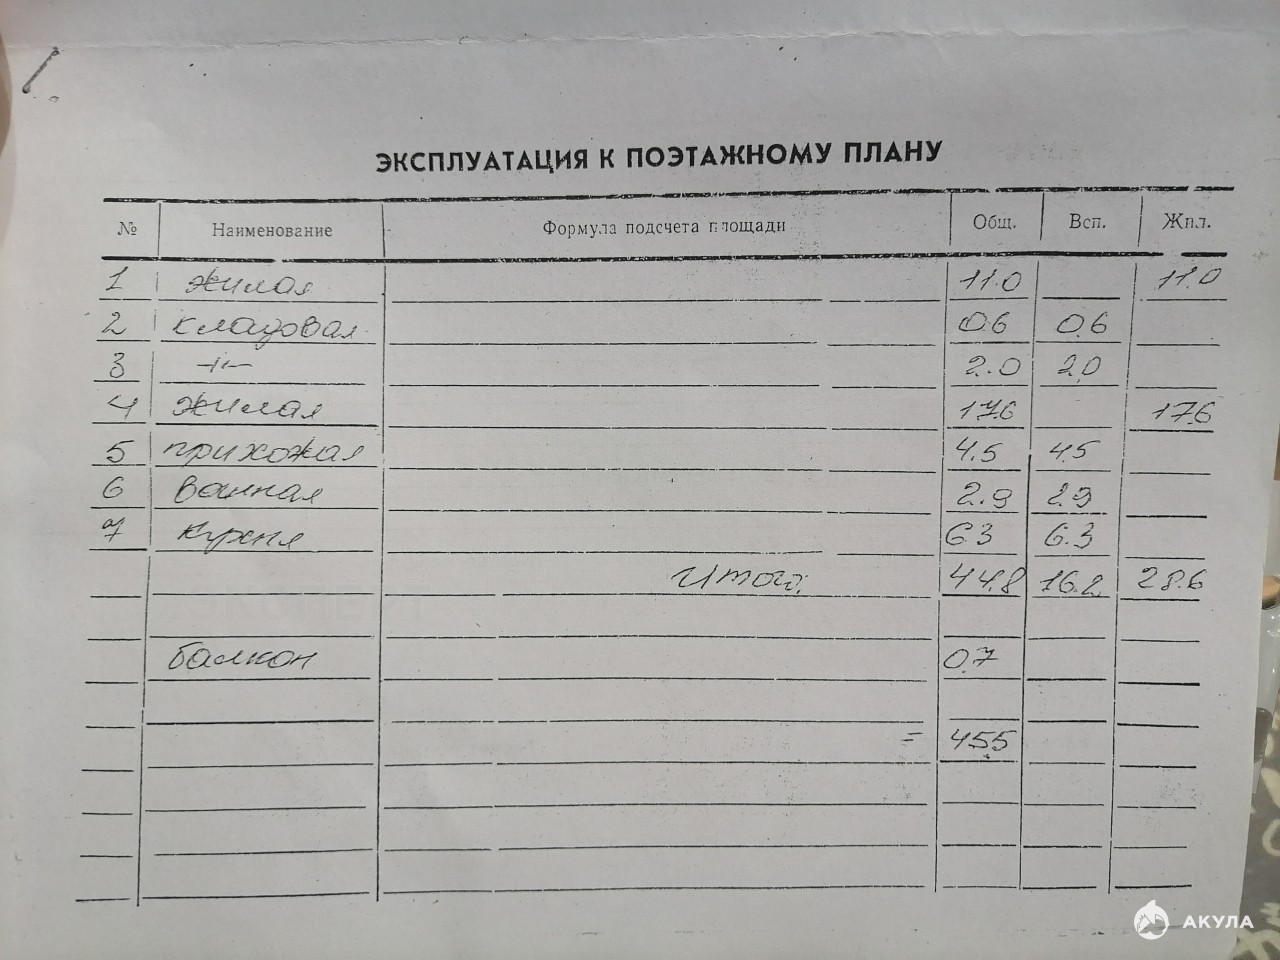 ЭКСПЛУАТАЦИЯ К ПОЭТАЖНОМУ ПЛАНУ
№ Наименование Формула подсчета площади Общ. Всп. Жил.
1 жилая 11.0 11.0
2 кладовая 0.6 0.6
3 -"- 2.0 2.0
4 жилая 17.6 17.6
5 прихожая 4.5 4.5
6 ванная 2.9 2.9
7 кухня 6.3 6.3
Итого: 44.8 16.2 28.6
балкон 0.7
= 45.5
АКУЛА